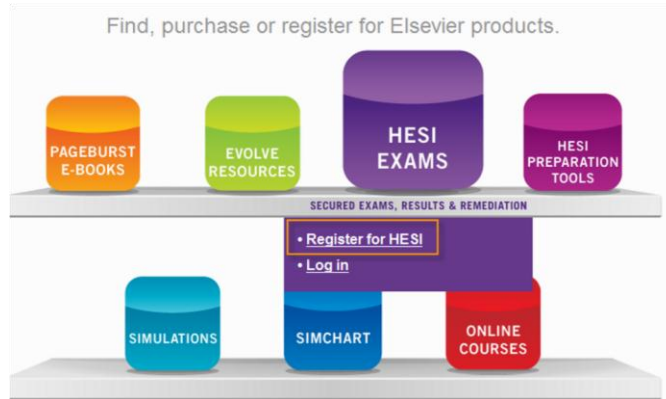 Find, purchase or register for Elsevier products.
PAGEBURST
E-BOOKS
EVOLVE
RESOURCES
HESI
EXAMS
HESI
PREPARATION
TOOLS
SECURED EXAMS, RESULTS & REMEDIATION
• Register for HESI
• Log in
SIMULATIONS
SIMCHART
ONLINE
COURSES